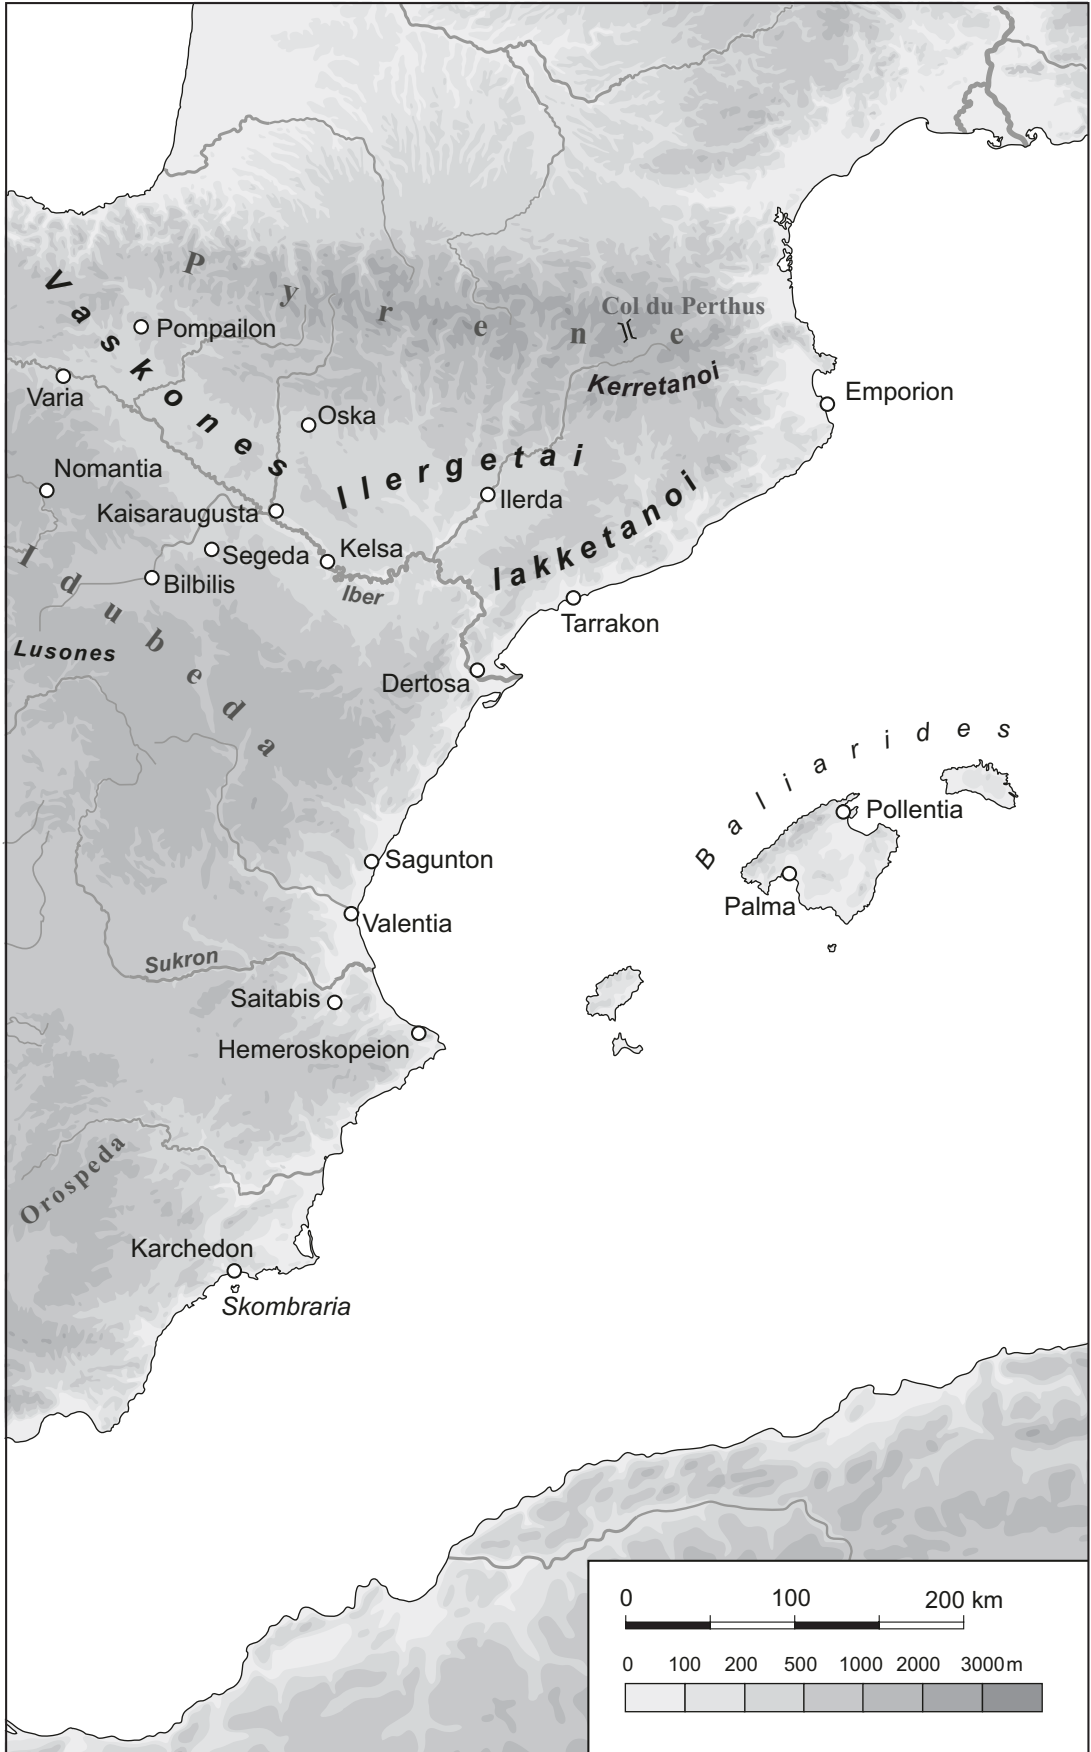 Pyrene
Vaskones
Col du Perthus
Pompailon
Kerretanoi
Varia
Emporion
Oska
Ilergetai
Nomantia
Ilerda
Iakketanoi
Kaisaraugusta
Segeda
Kelsa
Bilbilis
Iber
Idubeda
Tarrakon
Lusones
Dertosa
Baliarides
Pollentia
Sagunton
Palma
Valentia
Sukron
Saitabis
Hemeroskopeion
Orospeda
Karchedon
Skombraria
0 100 200 km
0 100 200 500 1000 2000 3000m